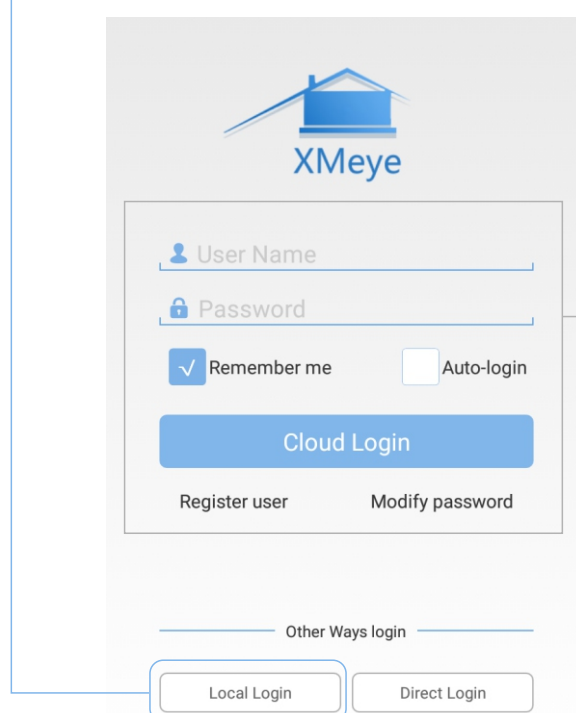 XMeye
User Name
Password
Remember me Auto-login
Cloud Login
Register user Modify password
Other Ways login
Local Login Direct Login